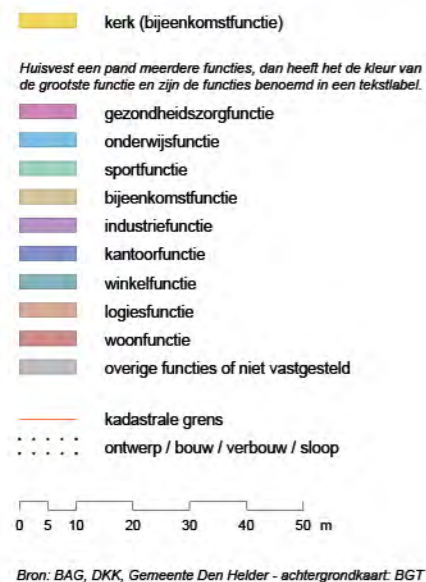 kerk (bijeenkomstfunctie)
Huisvest een pand meerdere functies, dan heeft het de kleur van
de grootste functie en zijn de functies benoemd in een tekstlabel.
gezondheidszorgfunctie
onderwijsfunctie
sportfunctie
bijeenkomstfunctie
industriefunctie
kantoorfunctie
winkelfunctie
logiesfunctie
woonfunctie
overige functies of niet vastgesteld
kadastrale grens
ontwerp / bouw / verbouw / sloop
0 5 10 20 30 40 50 m
Bron: BAG, DKK, Gemeente Den Helder - achtergrondkaart: BGT